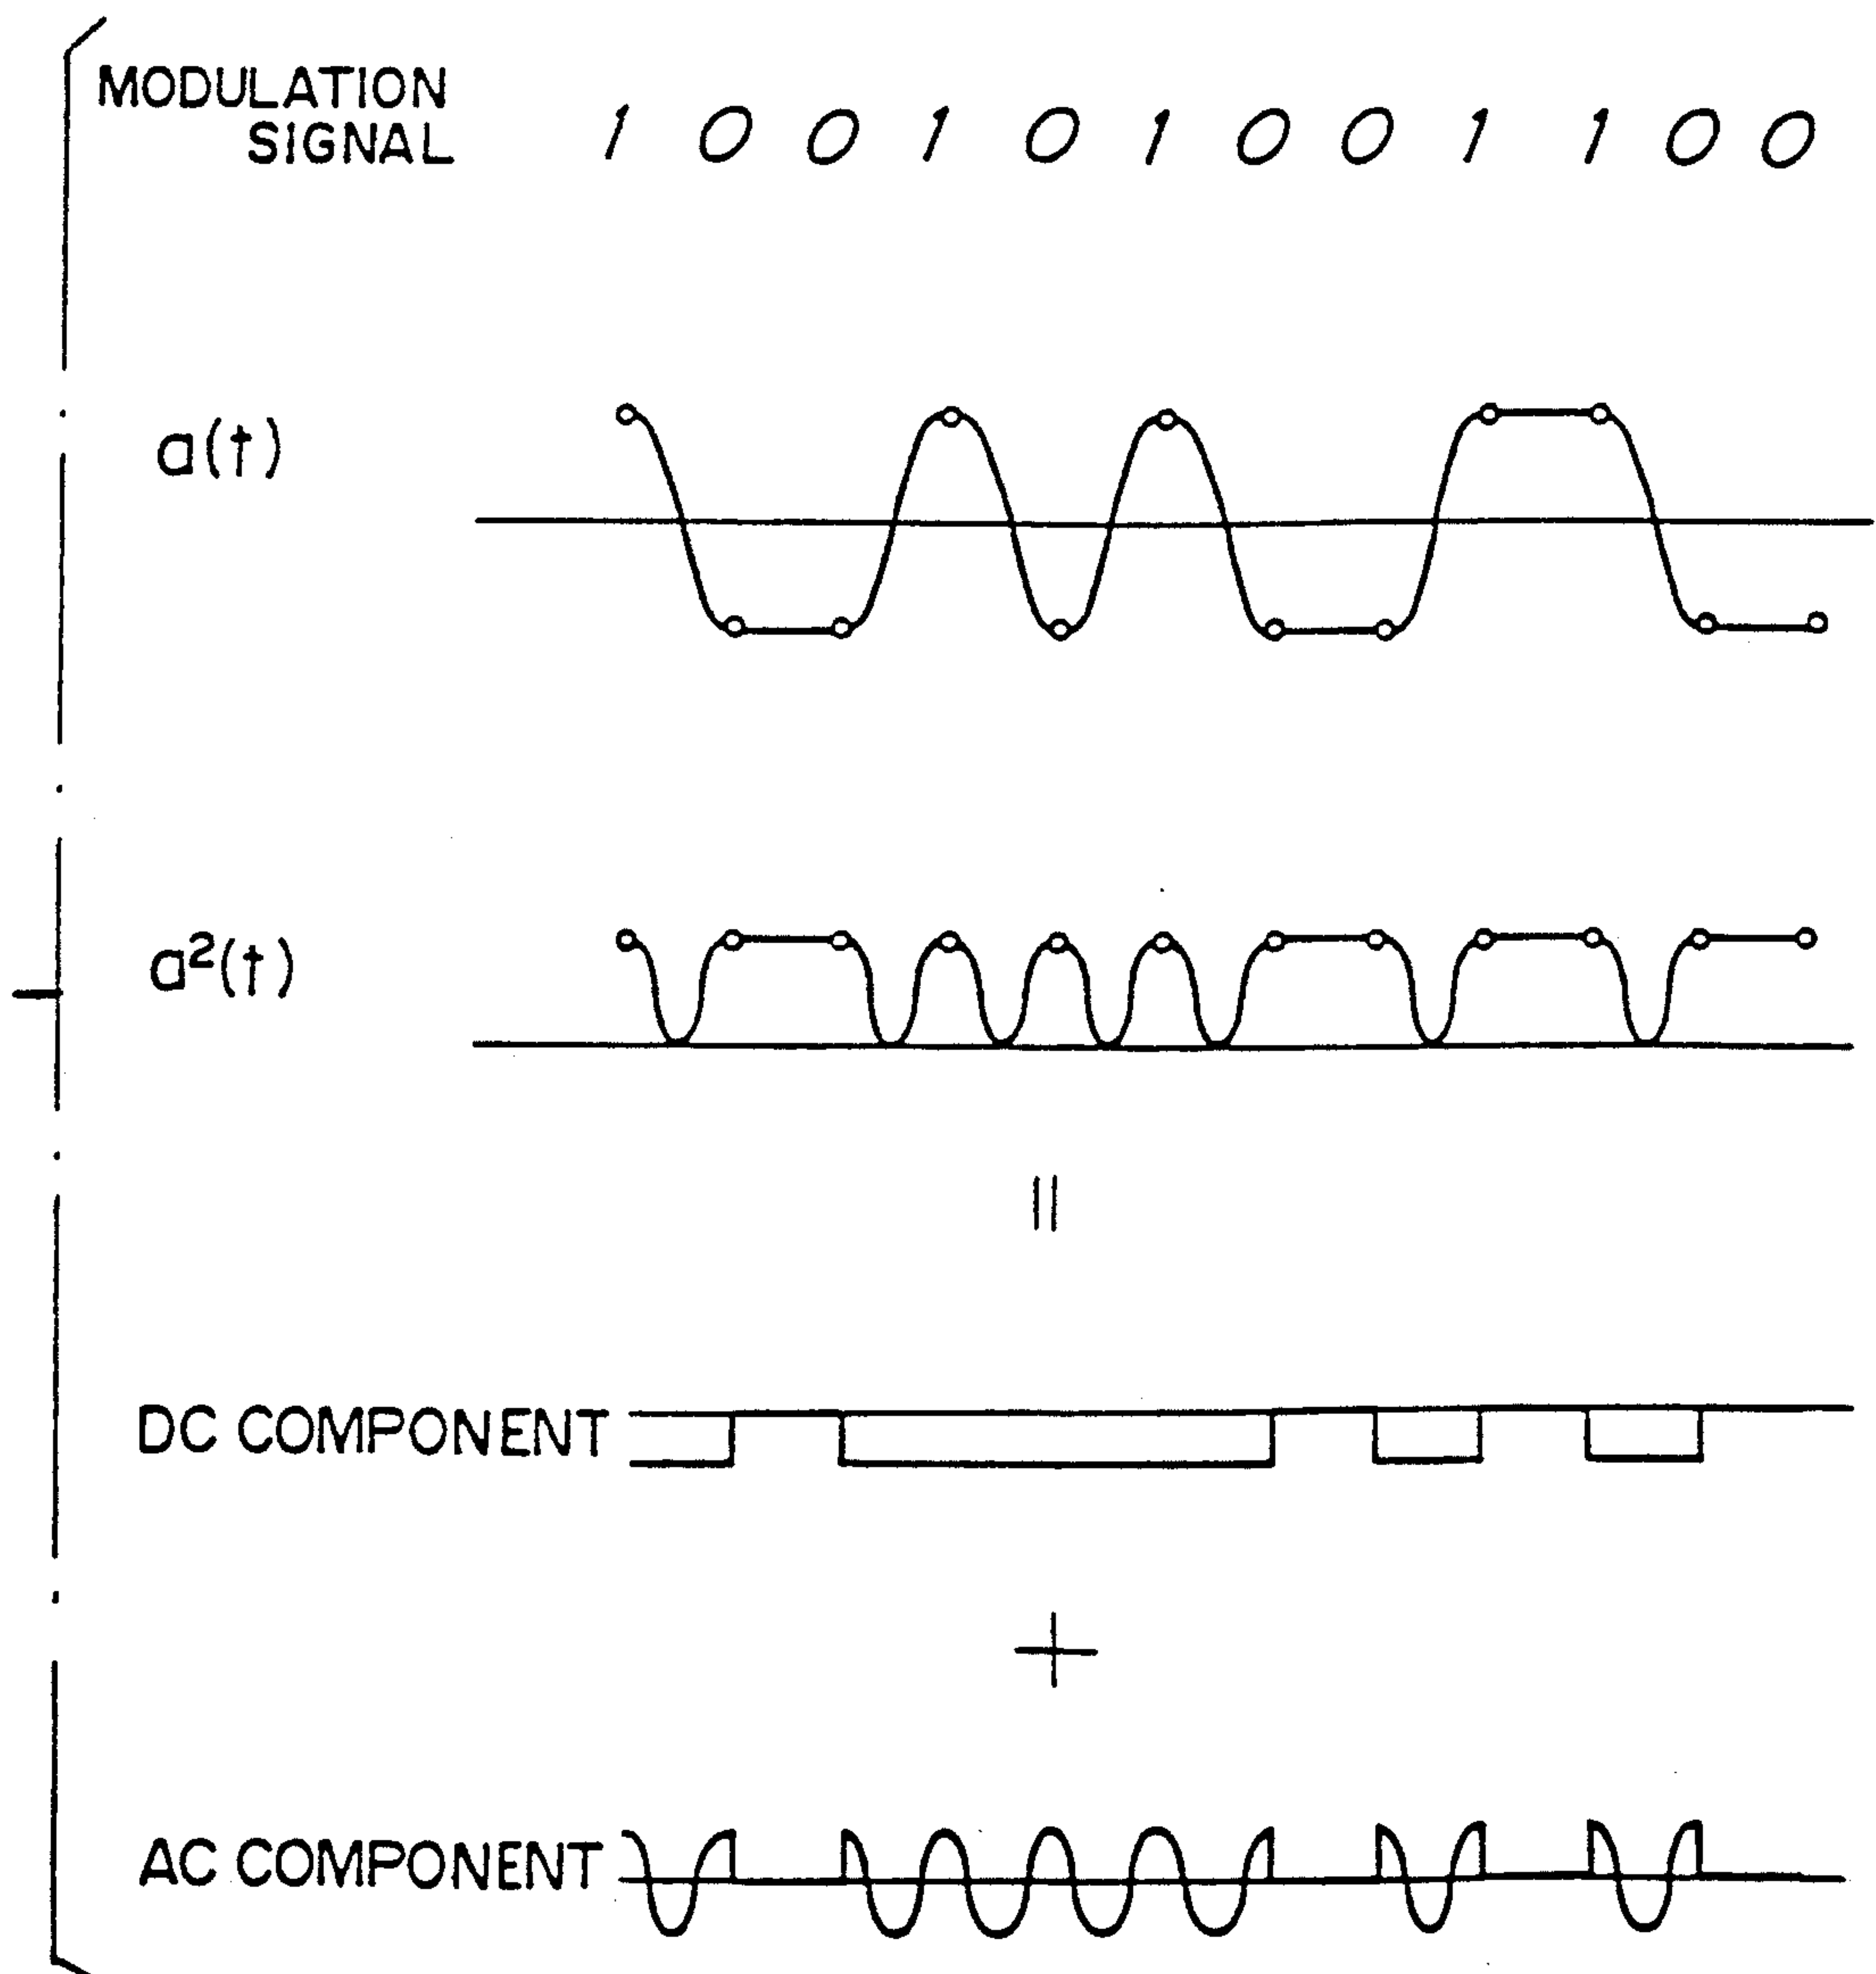 MODULATION
SIGNAL
1 0 0 1 0 1 0 0 1 1 0 0
a(t)
a²(t)
=
DC COMPONENT
+
AC COMPONENT